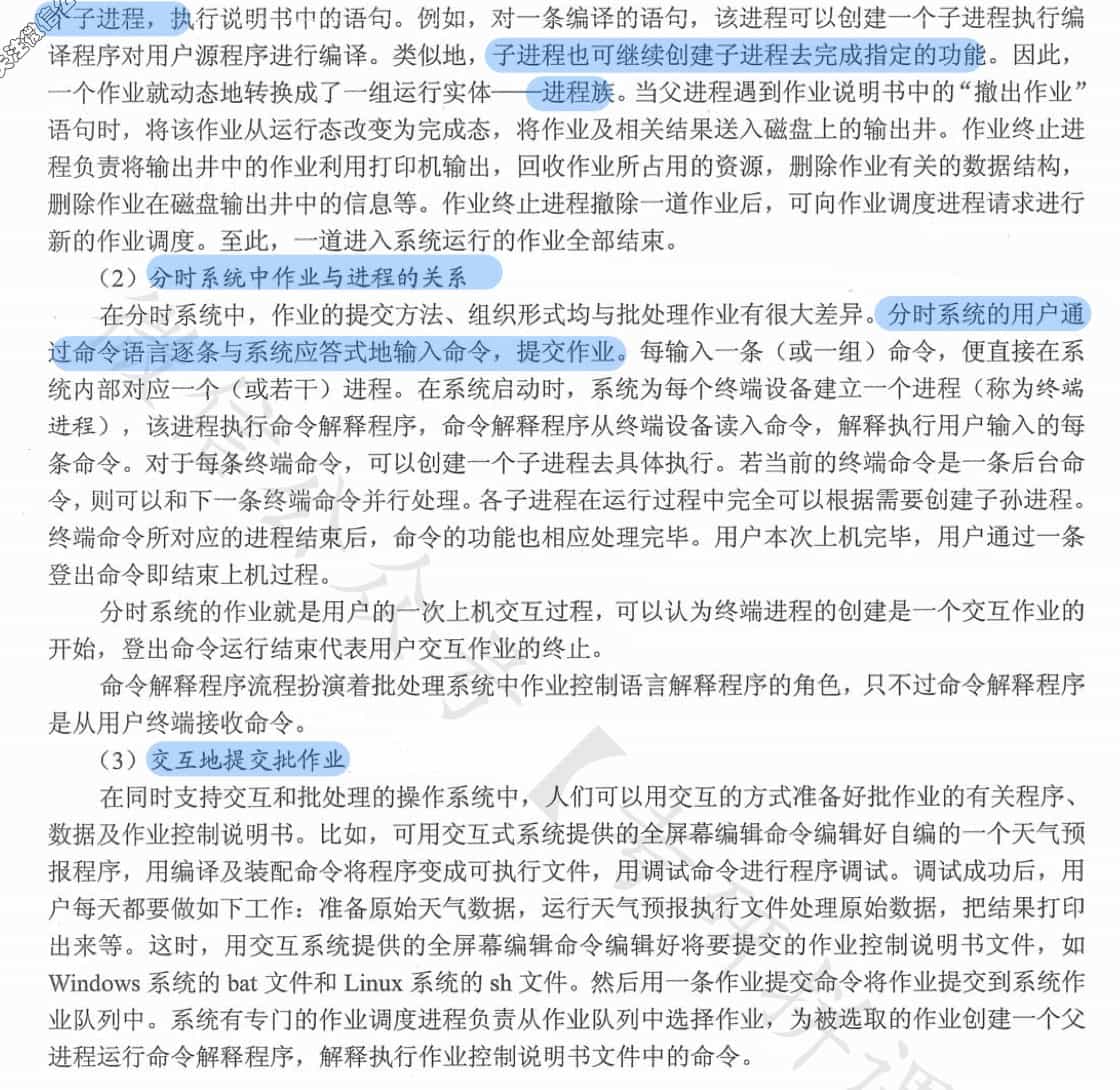 个子进程，执行说明书中的语句。例如，对一条编译的语句，该进程可以创建一个子进程执行编
译程序对用户源程序进行编译。类似地，子进程也可继续创建子进程去完成指定的功能。因此，
一个作业就动态地转换成了一组运行实体——进程族。当父进程遇到作业说明书中的“撤出作业”
语句时，将该作业从运行态改变为完成态，将作业及相关结果送入磁盘上的输出井。作业终止进
程负责将输出井中的作业利用打印机输出，回收作业所占用的资源，删除作业有关的数据结构，
删除作业在磁盘输出井中的信息等。作业终止进程撤除一道作业后，可向作业调度进程请求进行
新的作业调度。至此，一道进入系统运行的作业全部结束。
（2）分时系统中作业与进程的关系
在分时系统中，作业的提交方法、组织形式均与批处理作业有很大差异。分时系统的用户通
过命令语言逐条与系统应答式地输入命令，提交作业。每输入一条（或一组）命令，便直接在系
统内部对应一个（或若干）进程。在系统启动时，系统为每个终端设备建立一个进程（称为终端
进程），该进程执行命令解释程序，命令解释程序从终端设备读入命令，解释执行用户输入的每
条命令。对于每条终端命令，可以创建一个子进程去具体执行。若当前的终端命令是一条后台命
令，则可以和下一条终端命令并行处理。各子进程在运行过程中完全可以根据需要创建子孙进程。
终端命令所对应的进程结束后，命令的功能也相应处理完毕。用户本次上机完毕，用户通过一条
登出命令即结束上机过程。
分时系统的作业就是用户的一次上机交互过程，可以认为终端进程的创建是一个交互作业的
开始，登出命令运行结束代表用户交互作业的终止。
命令解释程序流程扮演着批处理系统中作业控制语言解释程序的角色，只不过命令解释程序
是从用户终端接收命令。
（3）交互地提交批作业
在同时支持交互和批处理的操作系统中，人们可以用交互的方式准备好批作业的有关程序、
数据及作业控制说明书。比如，可用交互式系统提供的全屏幕编辑命令编辑好自编的一个天气预
报程序，用编译及装配命令将程序变成可执行文件，用调试命令进行程序调试。调试成功后，用
户每天都要做如下工作：准备原始天气数据，运行天气预报执行文件处理原始数据，把结果打印
出来等。这时，用交互系统提供的全屏幕编辑命令编辑好将要提交的作业控制说明书文件，如
Windows 系统的 bat 文件和 Linux 系统的 sh 文件。然后用一条作业提交命令将作业提交到系统作
业队列中。系统有专门的作业调度进程负责从作业队列中选择作业，为被选取的作业创建一个父
进程运行命令解释程序，解释执行作业控制说明书文件中的命令。